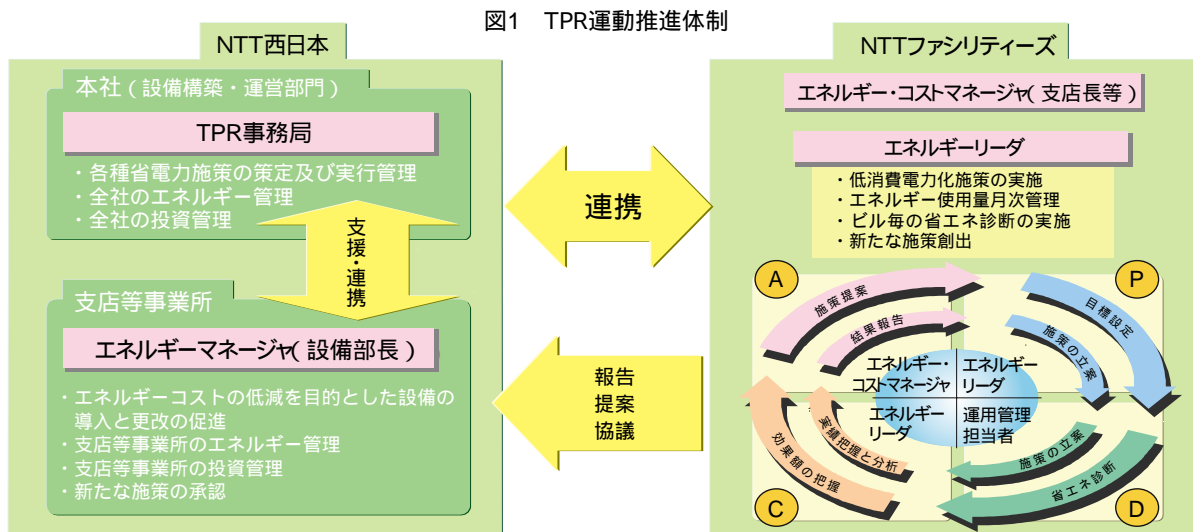 図1 TPR運動推進体制
NTT西日本
本社(設備構築・運営部門)
TPR事務局
・各種省電力施策の策定及び実行管理
・全社のエネルギー管理
・全社の投資管理
支援・連携
支店等事業所
エネルギーマネージャ(設備部長)
・エネルギーコストの低減を目的とした設備の
導入と更改の促進
・支店等事業所のエネルギー管理
・支店等事業所の投資管理
・新たな施策の承認
連携
報告
提案
協議
NTTファシリティーズ
エネルギー・コストマネージャ(支店長等)
エネルギーリーダ
・低消費電力化施策の実施
・エネルギー使用量月次管理
・ビル毎の省エネ診断の実施
・新たな施策創出
A
施策提案
結果報告
P
目標設定
施策の立案
エネルギー・
コストマネージャ
エネルギー
リーダ
エネルギー
リーダ
運用管理
担当者
C
効果額の把握
実績把握と分析
D
施策の立案
省エネ診断